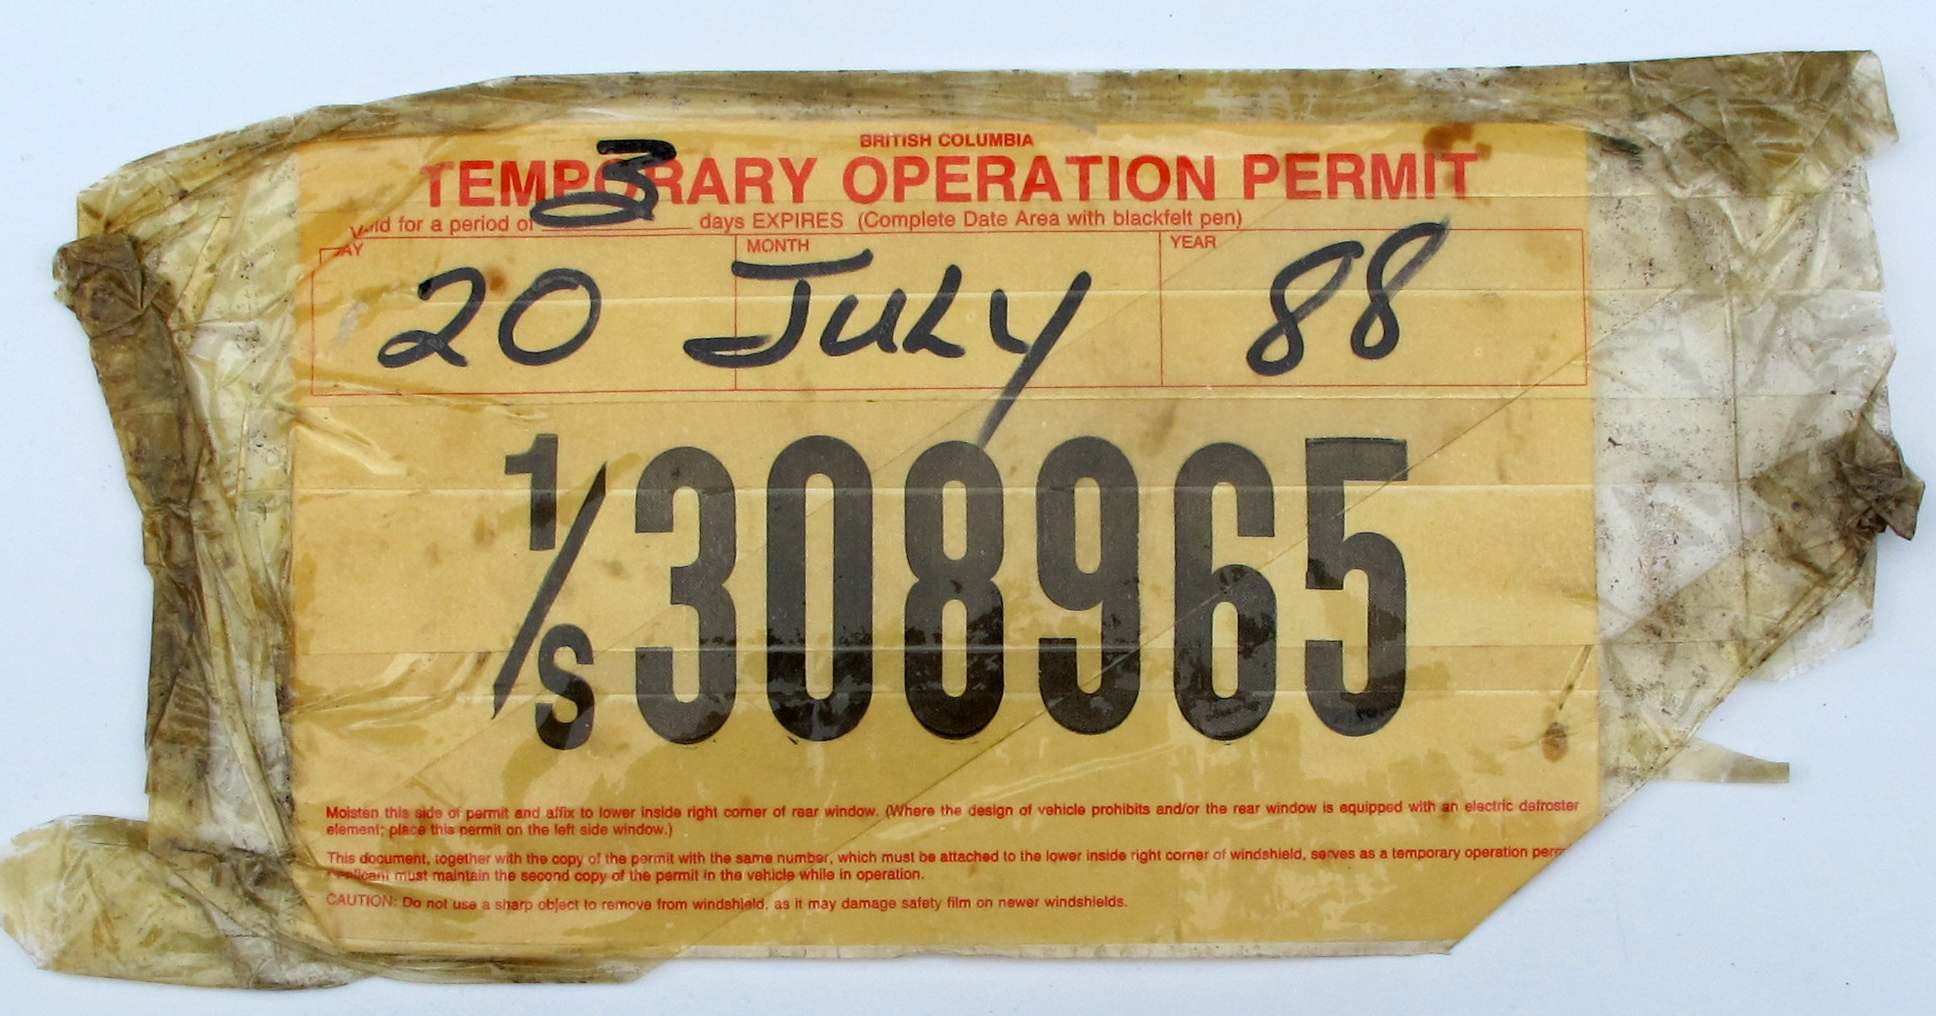 BRITISH COLUMBIA
TEMPORARY OPERATION PERMIT
Valid for a period of 3 days EXPIRES (Complete Date Area with blackfelt pen)
DAY MONTH YEAR
20 July 88
1/S 308965
Moisten this side of permit and affix to lower inside right corner of rear window. (Where the design of vehicle prohibits and/or the rear window is equipped with an electric defroster
element; place this permit on the left side window.)
This document, together with the copy of the permit with the same number, which must be attached to the lower inside right corner of windshield, serves as a temporary operation permit
Applicant must maintain the second copy of the permit in the vehicle while in operation.
CAUTION: Do not use a sharp object to remove from windshield, as it may damage safety film on newer windshields.